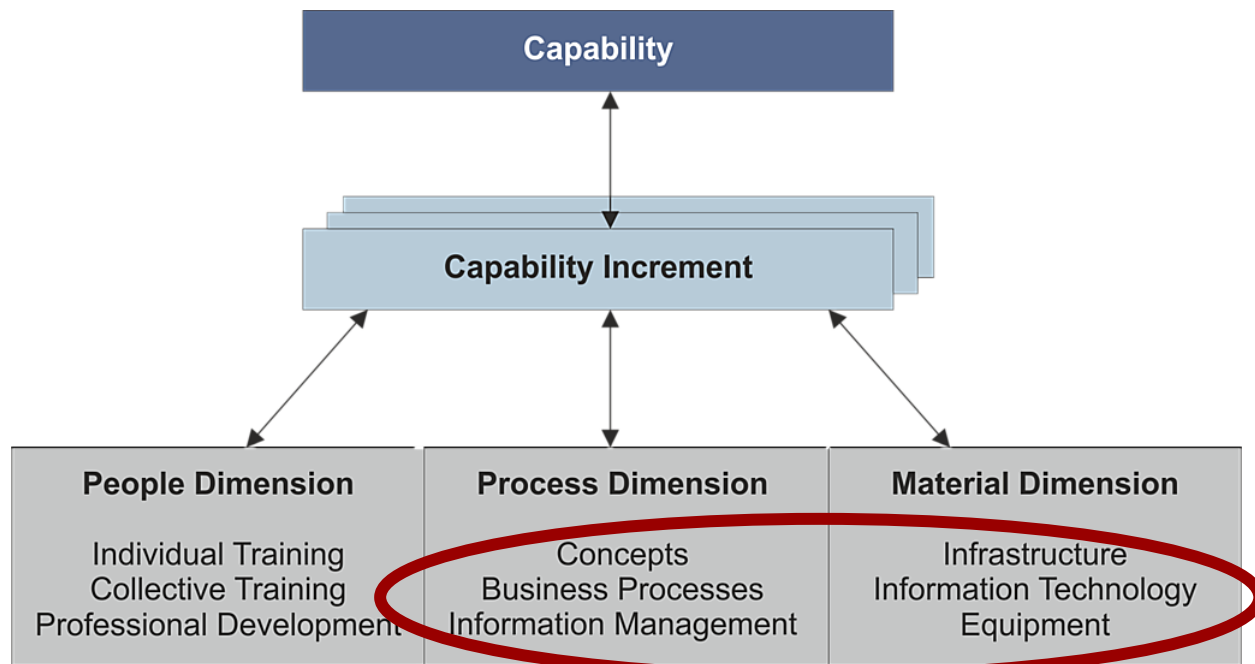 Capability
Capability Increment
People Dimension
Individual Training
Collective Training
Professional Development
Process Dimension
Concepts
Business Processes
Information Management
Material Dimension
Infrastructure
Information Technology
Equipment